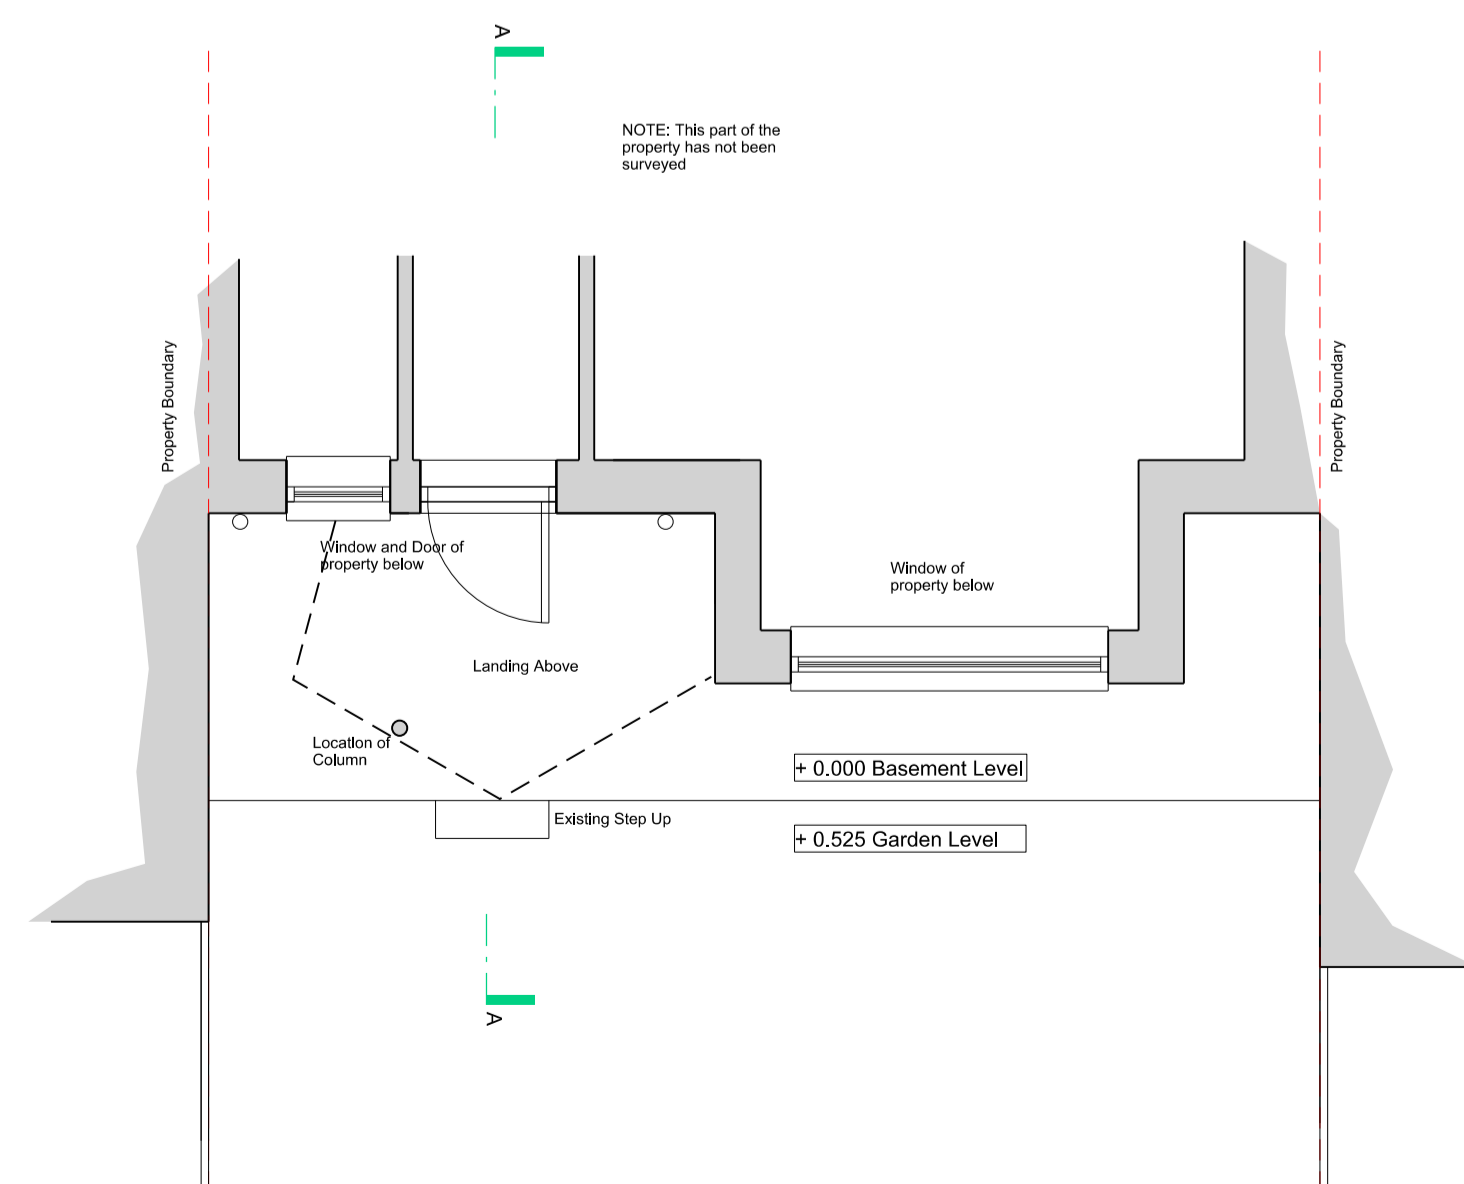 A
NOTE: This part of the
property has not been
surveyed
Property Boundary
Property Boundary
Window and Door of
property below
Window of
property below
Landing Above
Location of
Column
+ 0.000 Basement Level
Existing Step Up
+ 0.525 Garden Level
A